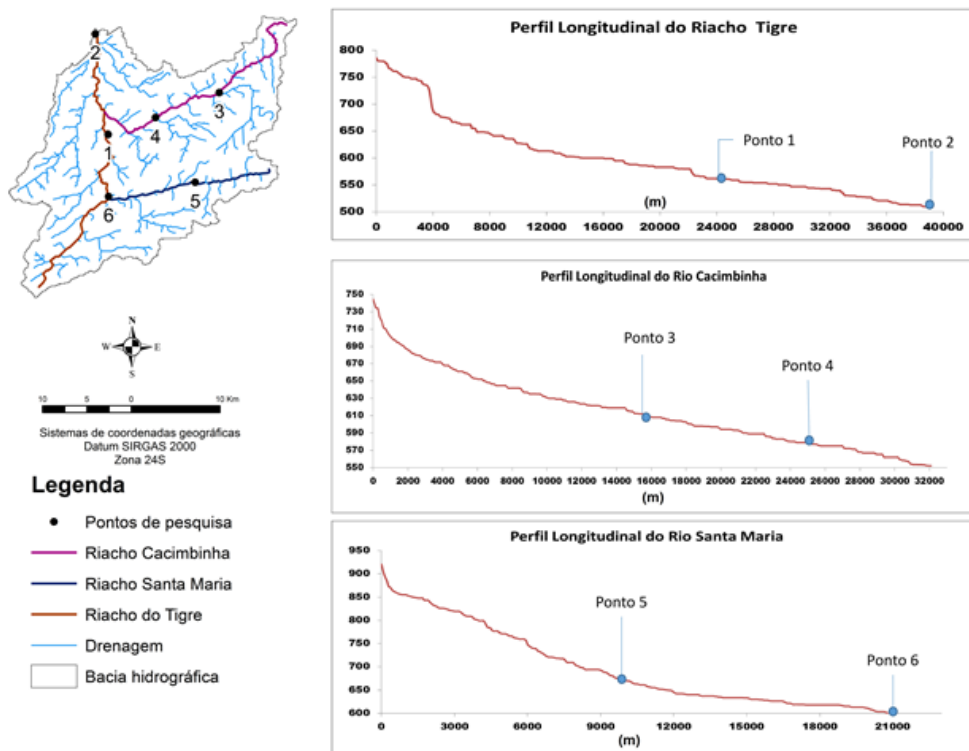 2
3
4
1
5
6
N
W E
S
10 5 0 10 Km
Sistemas de coordenadas geográficas
Datum SIRGAS 2000
Zona 24S
Legenda
Pontos de pesquisa
Riacho Cacimbinha
Riacho Santa Maria
Riacho do Tigre
Drenagem
Bacia hidrográfica
Perfil Longitudinal do Riacho Tigre
800
750
700
650
600
550
500
Ponto 1
Ponto 2
(m)
0 4000 8000 12000 16000 20000 24000 28000 32000 36000 40000
Perfil Longitudinal do Rio Cacimbinha
750
730
710
690
670
650
630
610
590
570
550
Ponto 3
Ponto 4
0 2000 4000 6000 8000 10000 12000 14000 16000 18000 20000 22000 24000 26000 28000 30000 32000
(m)
Perfil Longitudinal do Rio Santa Maria
950
900
850
800
750
700
650
600
Ponto 5
Ponto 6
0 3000 6000 9000 12000 15000 18000 21000
(m)